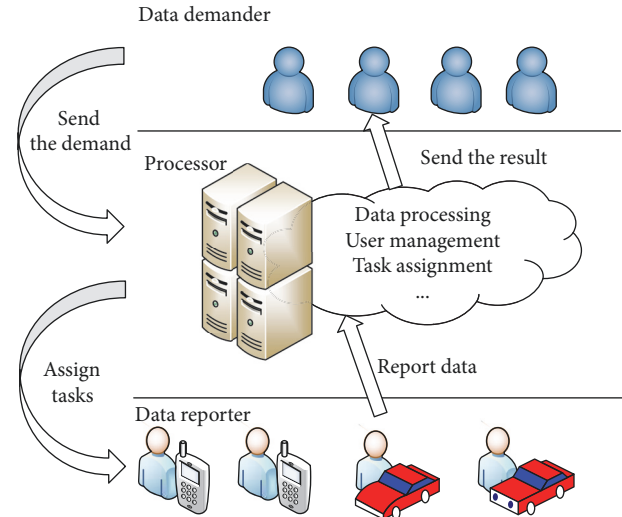 Data demander
Send
the demand
Processor
Send the result
Data processing
User management
Task assignment
...
Assign
tasks
Report data
Data reporter